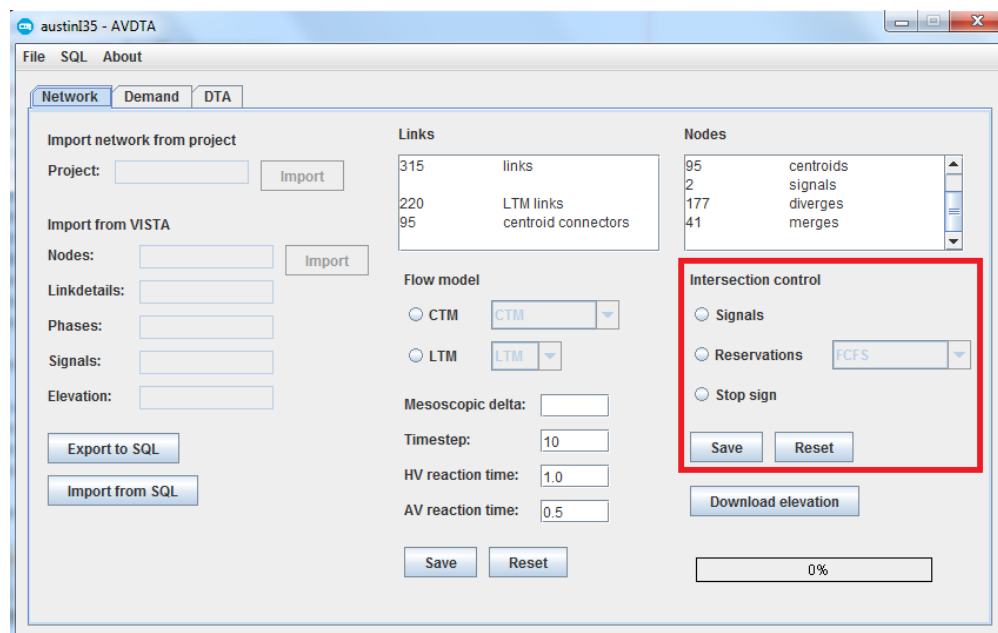 austinI35 - AVDTA
File SQL About
Network Demand DTA
Import network from project
Project: Import
Import from VISTA
Nodes: Import
Linkdetails:
Phases:
Signals:
Elevation:
Export to SQL
Import from SQL
Links
315 links
220 LTM links
95 centroid connectors
Flow model
CTM CTM
LTM LTM
Mesoscopic delta:
Timestep: 10
HV reaction time: 1.0
AV reaction time: 0.5
Save Reset
Nodes
95 centroids
2 signals
177 diverges
41 merges
Intersection control
Signals
Reservations FCFS
Stop sign
Save Reset
Download elevation
0%